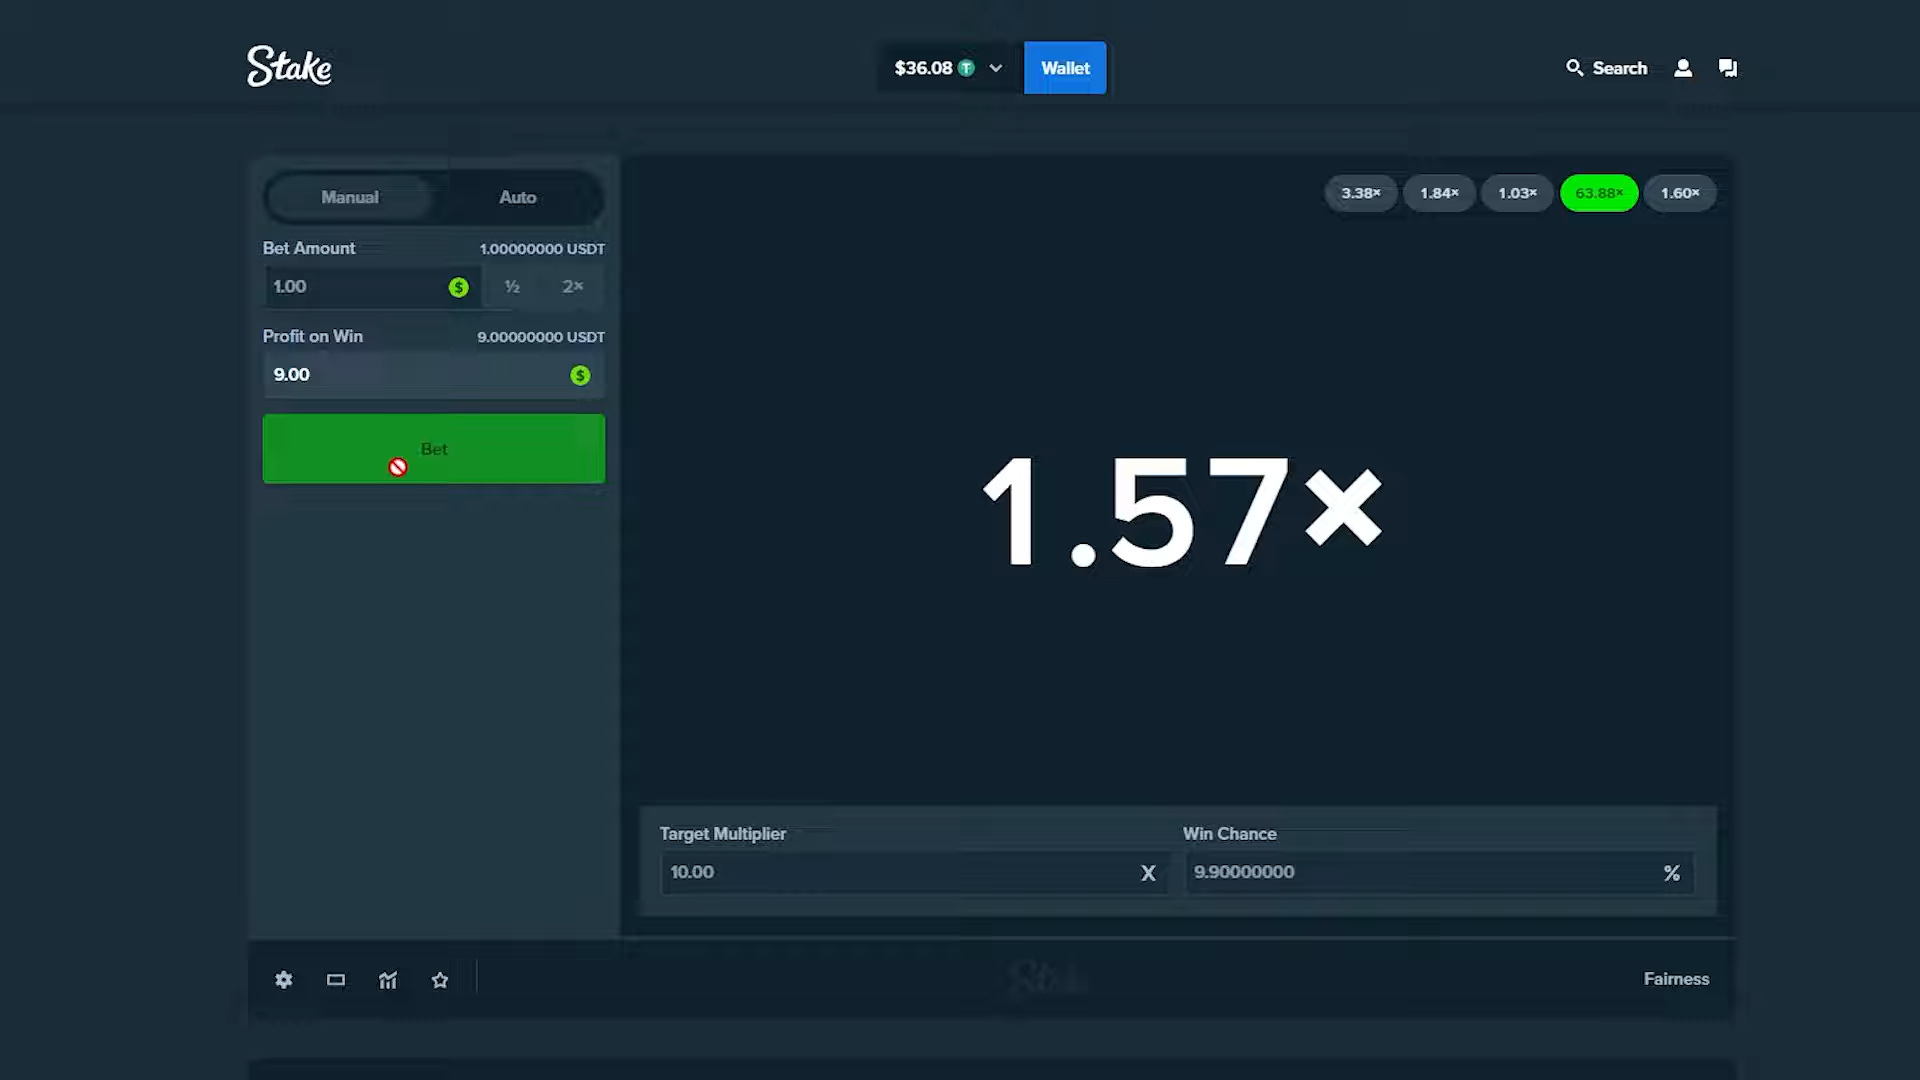 Stake
$36.08
Wallet
Search
Manual
Auto
3.38×
1.84×
1.03×
63.88×
1.60×
Bet Amount
1.00000000 USDT
1.00
½
2×
Profit on Win
9.00000000 USDT
9.00
Bet
1.57×
Target Multiplier
Win Chance
10.00
X
9.90000000
%
Stake
Fairness